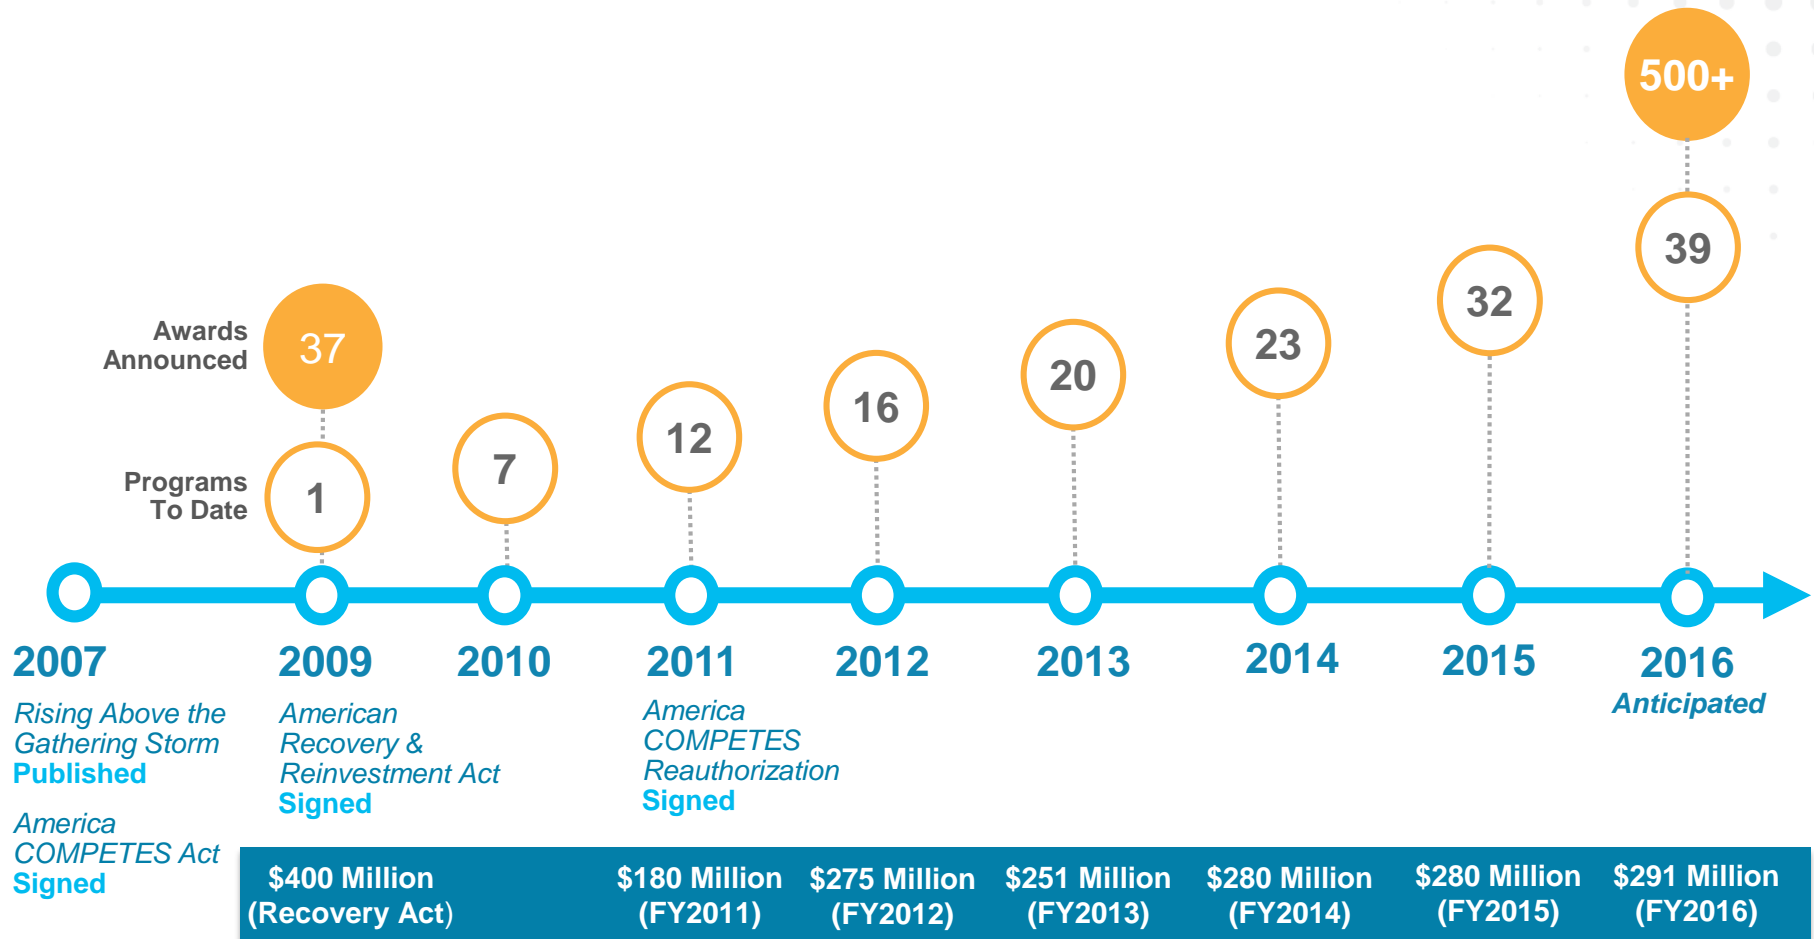 500+
39
32
23
20
16
12
7
Awards
Announced
37
Programs
To Date
1
2007
Rising Above the
Gathering Storm
Published
America
COMPETES Act
Signed
2009
American
Recovery &
Reinvestment Act
Signed
2010
2011
America
COMPETES
Reauthorization
Signed
2012
2013
2014
2015
2016
Anticipated
$400 Million
(Recovery Act)
$180 Million
(FY2011)
$275 Million
(FY2012)
$251 Million
(FY2013)
$280 Million
(FY2014)
$280 Million
(FY2015)
$291 Million
(FY2016)